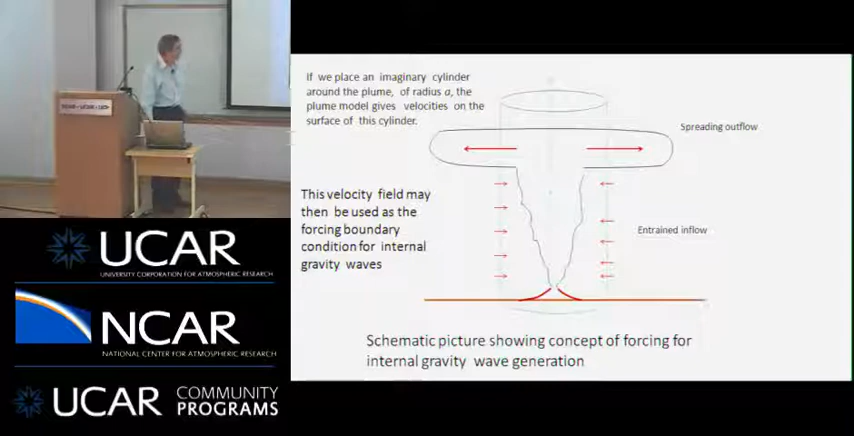 If we place an imaginary cylinder
around the plume, of radius a, the
plume model gives velocities on the
surface of this cylinder.
Spreading outflow
This velocity field may
then be used as the
forcing boundary
condition for internal
gravity waves
Entrained inflow
Schematic picture showing concept of forcing for
internal gravity wave generation
UCAR
UNIVERSITY CORPORATION FOR ATMOSPHERIC RESEARCH
NCAR
NATIONAL CENTER FOR ATMOSPHERIC RESEARCH
UCAR
COMMUNITY
PROGRAMS